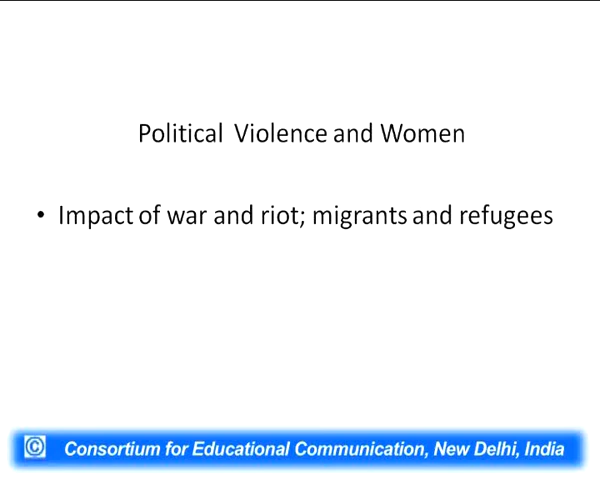 Political Violence and Women
• Impact of war and riot; migrants and refugees
© Consortium for Educational Communication, New Delhi, India